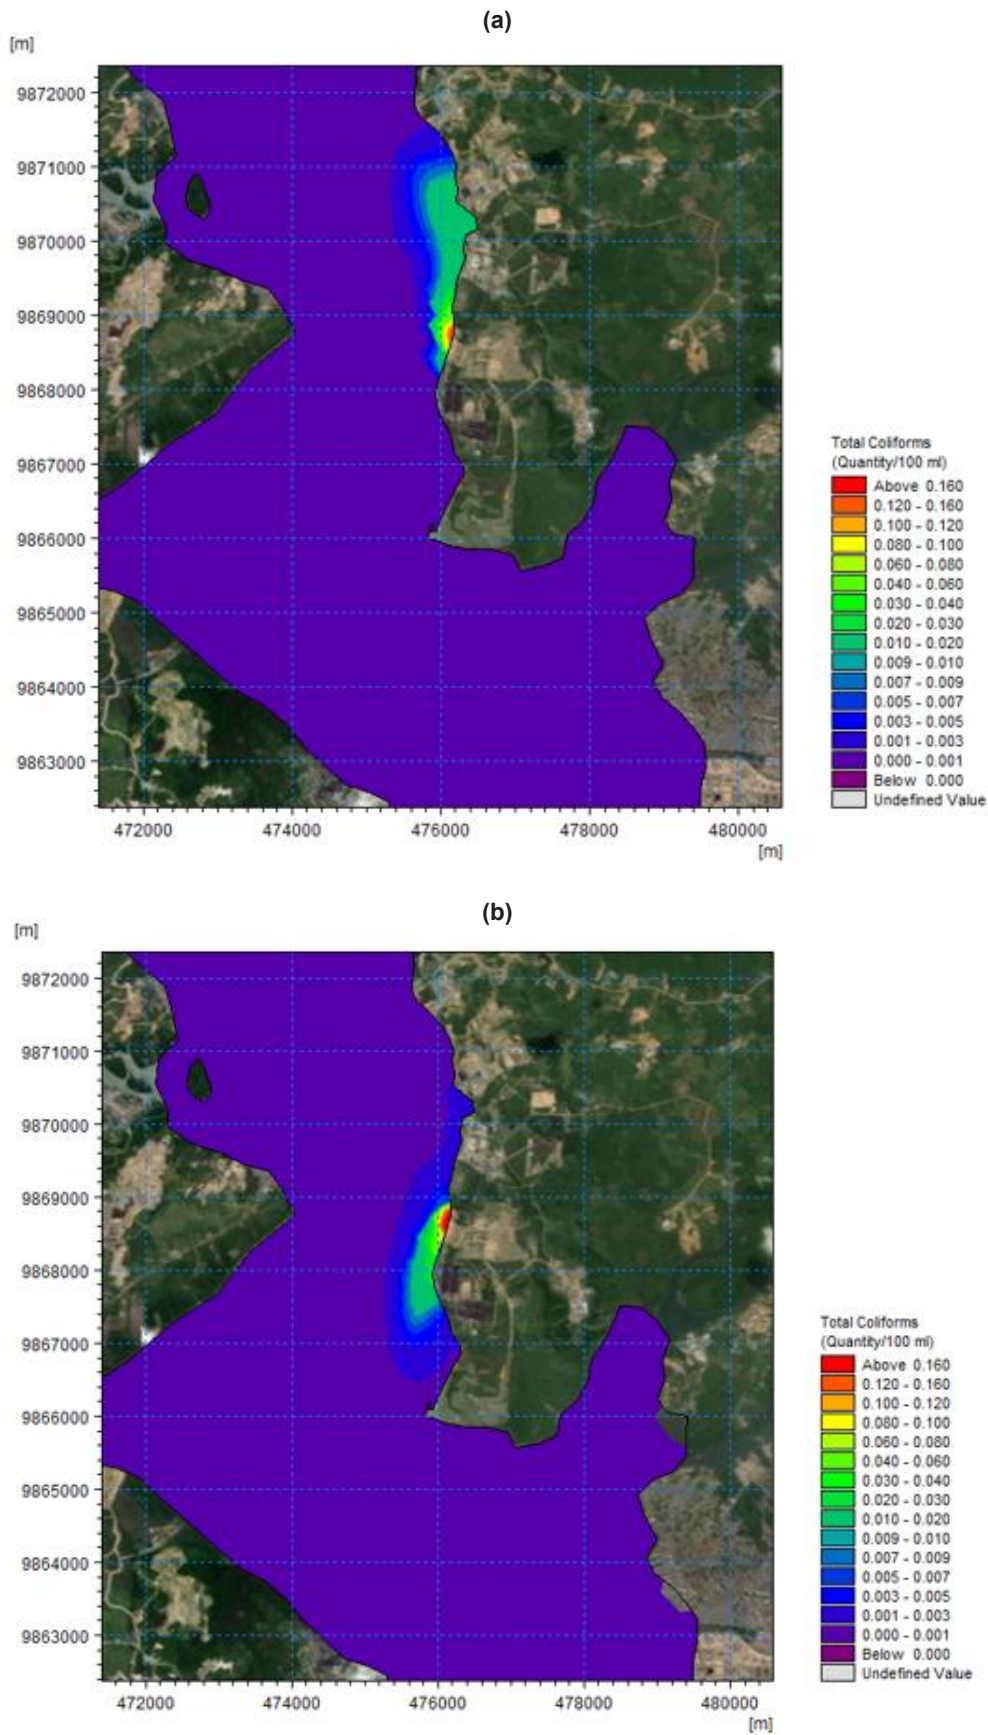 (a)
[m]
9872000
9871000
9870000
9869000
9868000
9867000
9866000
9865000
9864000
9863000
472000 474000 476000 478000 480000
[m]
Total Coliforms
(Quantity/100 ml)
Above 0.160
0.120 - 0.160
0.100 - 0.120
0.080 - 0.100
0.060 - 0.080
0.040 - 0.060
0.030 - 0.040
0.020 - 0.030
0.010 - 0.020
0.009 - 0.010
0.007 - 0.009
0.005 - 0.007
0.003 - 0.005
0.001 - 0.003
0.000 - 0.001
Below 0.000
Undefined Value
(b)
[m]
9872000
9871000
9870000
9869000
9868000
9867000
9866000
9865000
9864000
9863000
472000 474000 476000 478000 480000
[m]
Total Coliforms
(Quantity/100 ml)
Above 0.160
0.120 - 0.160
0.100 - 0.120
0.080 - 0.100
0.060 - 0.080
0.040 - 0.060
0.030 - 0.040
0.020 - 0.030
0.010 - 0.020
0.009 - 0.010
0.007 - 0.009
0.005 - 0.007
0.003 - 0.005
0.001 - 0.003
0.000 - 0.001
Below 0.000
Undefined Value